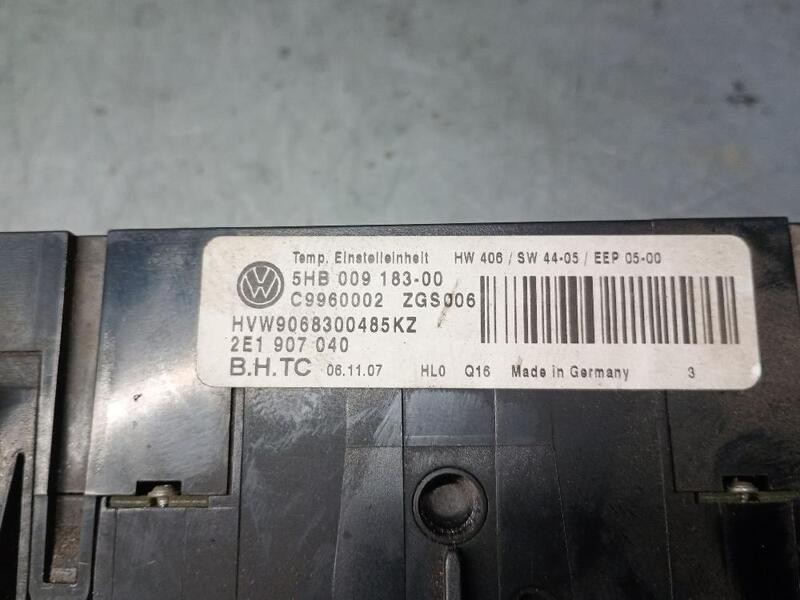 Temp. Einstelleinheit HW 406 / SW 44-05 / EEP 05-00
5HB 009 183-00
C9960002 ZGS006
HVW9068300485KZ
2E1 907 040
B.H.TC 06.11.07 HL0 Q16 Made in Germany 3